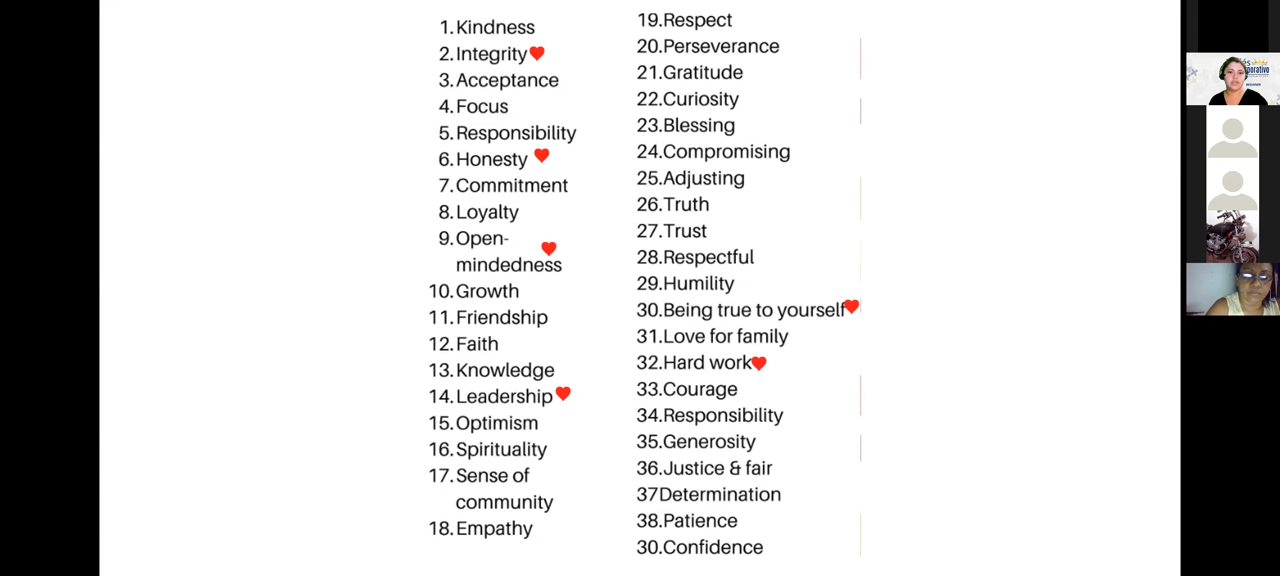 1. Kindness
2. Integrity
3. Acceptance
4. Focus
5. Responsibility
6. Honesty
7. Commitment
8. Loyalty
9. Open-
mindedness
10. Growth
11. Friendship
12. Faith
13. Knowledge
14. Leadership
15. Optimism
16. Spirituality
17. Sense of
community
18. Empathy
19.Respect
20.Perseverance
21.Gratitude
22.Curiosity
23.Blessing
24.Compromising
25.Adjusting
26.Truth
27.Trust
28.Respectful
29.Humility
30.Being true to yourself
31.Love for family
32.Hard work
33.Courage
34.Responsibility
35.Generosity
36.Justice & fair
37Determination
38.Patience
30.Confidence